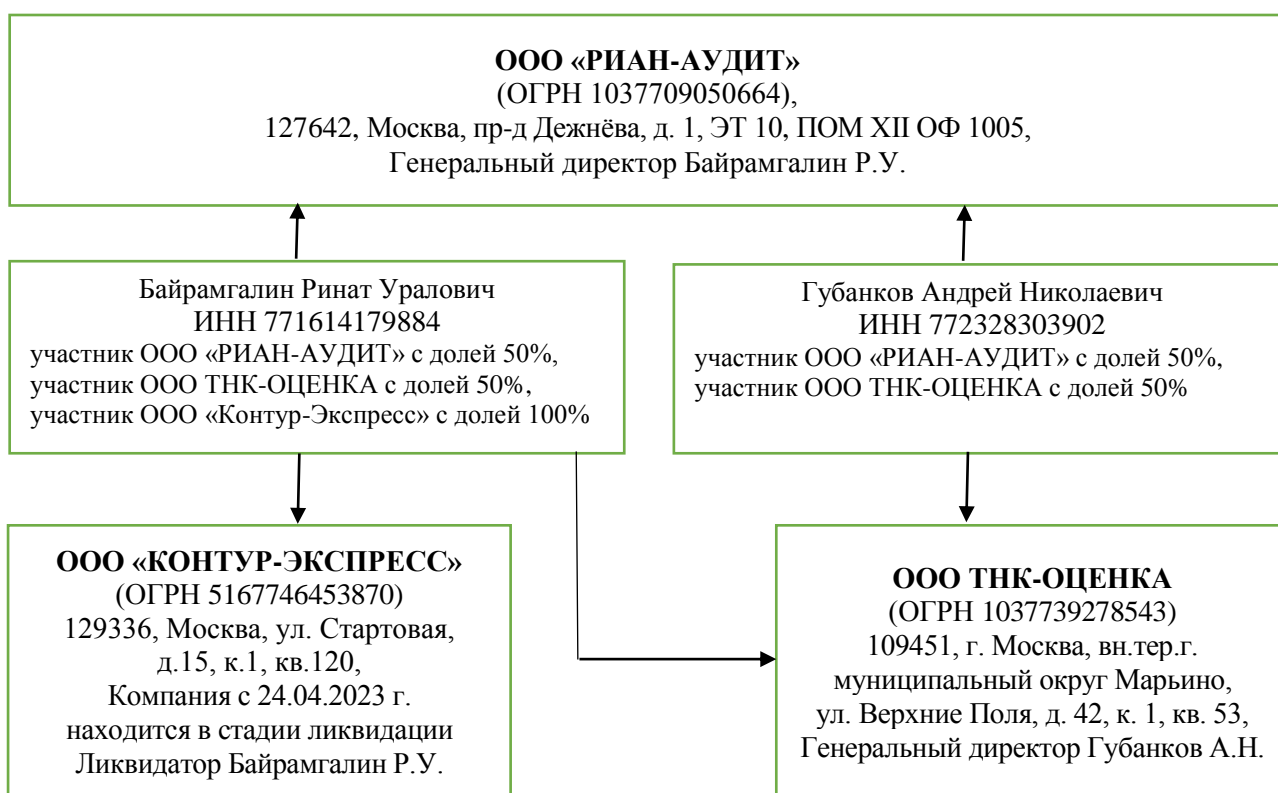 ООО «РИАН-АУДИТ»
(ОГРН 1037709050664),
127642, Москва, пр-д Дежнёва, д. 1, ЭТ 10, ПОМ XII ОФ 1005,
Генеральный директор Байрамгалин Р.У.
Байрамгалин Ринат Уралович
ИНН 771614179884
участник ООО «РИАН-АУДИТ» с долей 50%,
участник ООО ТНК-ОЦЕНКА с долей 50%,
участник ООО «Контур-Экспресс» с долей 100%
Губанков Андрей Николаевич
ИНН 772328303902
участник ООО «РИАН-АУДИТ» с долей 50%,
участник ООО ТНК-ОЦЕНКА с долей 50%
ООО «КОНТУР-ЭКСПРЕСС»
(ОГРН 5167746453870)
129336, Москва, ул. Стартовая,
д.15, к.1, кв.120,
Компания с 24.04.2023 г.
находится в стадии ликвидации
Ликвидатор Байрамгалин Р.У.
ООО ТНК-ОЦЕНКА
(ОГРН 1037739278543)
109451, г. Москва, вн.тер.г.
муниципальный округ Марьино,
ул. Верхние Поля, д. 42, к. 1, кв. 53,
Генеральный директор Губанков А.Н.